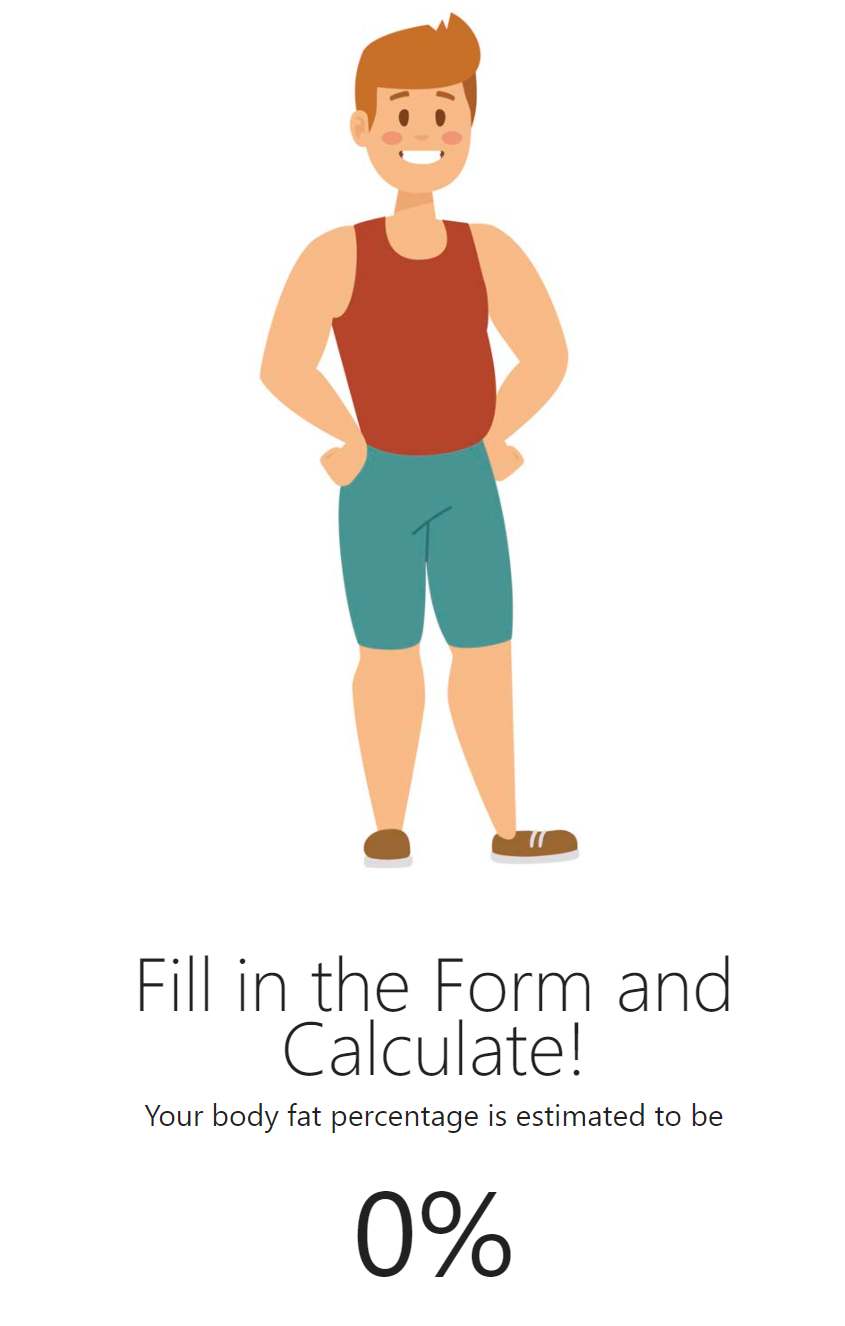 Fill in the Form and
Calculate!
Your body fat percentage is estimated to be
0%